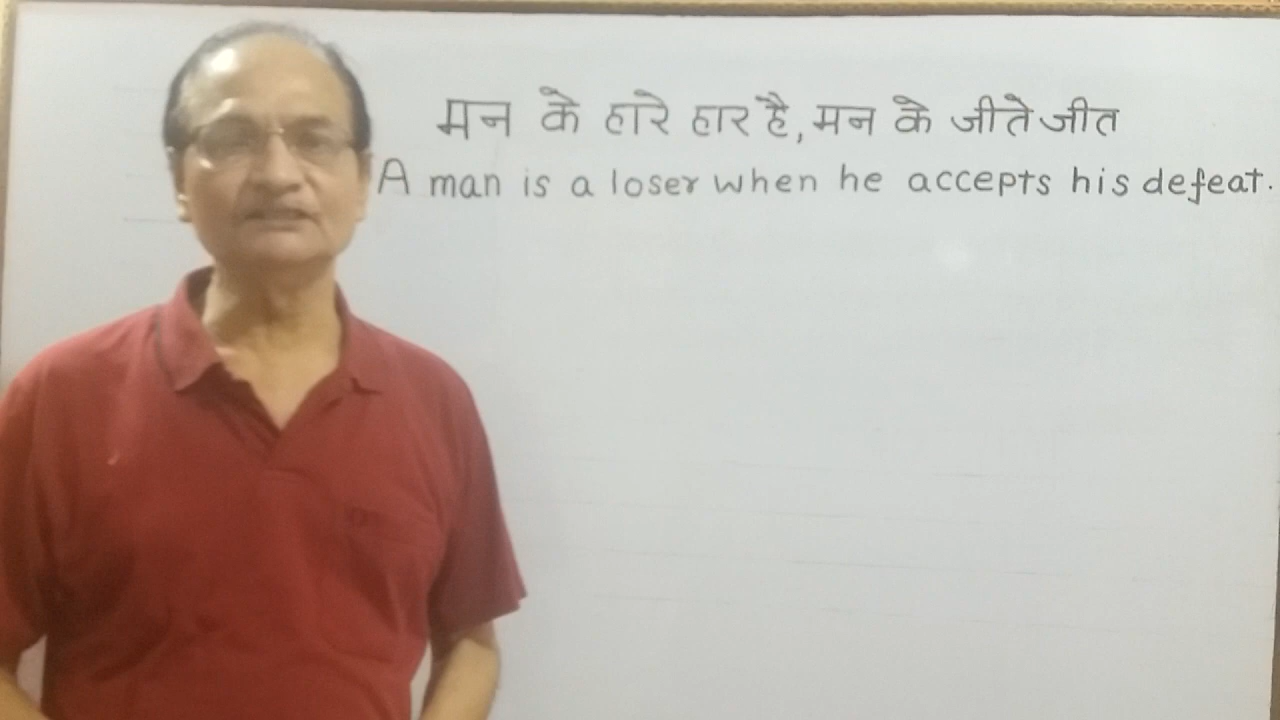 मन के हारे हार है, मन के जीते जीत
A man is a loser when he accepts his defeat.